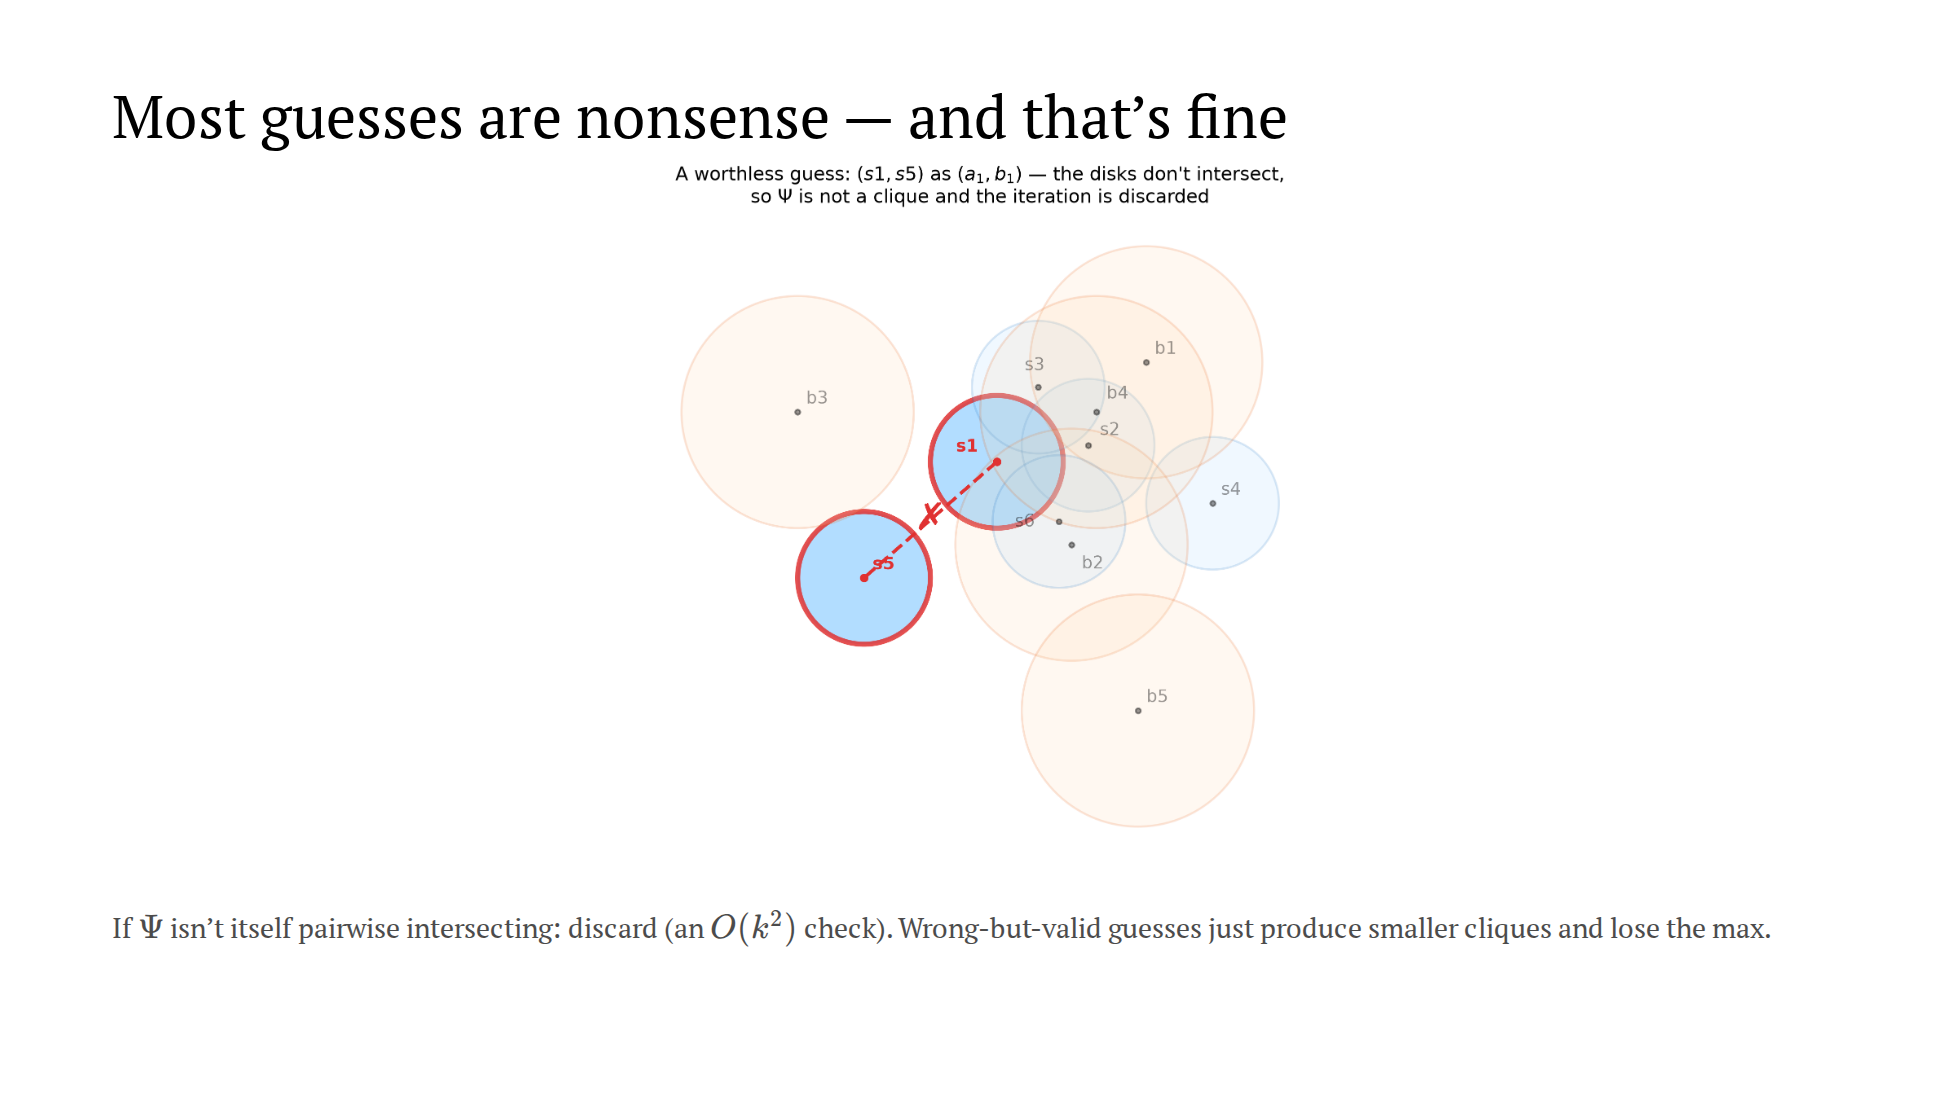 Most guesses are nonsense — and that’s fine
A worthless guess: (s1, s5) as (a₁, b₁) — the disks don't intersect,
so Ψ is not a clique and the iteration is discarded
b1
s3
b3
b4
s2
s1
s4
s6
s5
b2
b5
If Ψ isn’t itself pairwise intersecting: discard (an O(k²) check). Wrong-but-valid guesses just produce smaller cliques and lose the max.